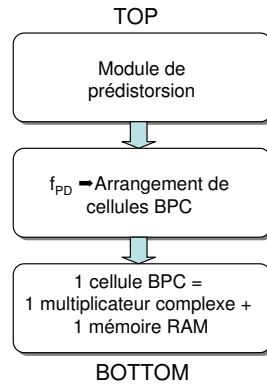 TOP
Module de
prédistorsion
f_PD ➡Arrangement de
cellules BPC
1 cellule BPC =
1 multiplicateur complexe +
1 mémoire RAM
BOTTOM